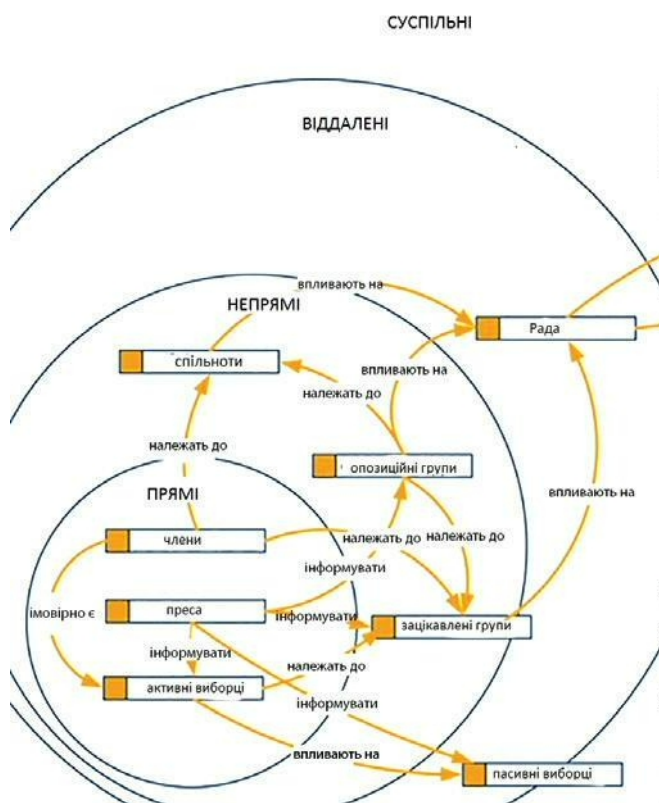 СУСПІЛЬНІ
ВІДДАЛЕНІ
впливають на
НЕПРЯМІ
Рада
спільноти
впливають на
належать до
належать до
опозиційні групи
ПРЯМІ
впливають на
члени
належать до
належать до
інформувати
імовірно є
преса
інформувати
зацікавлені групи
інформувати
належать до
активні виборці
інформувати
впливають на
пасивні виборці